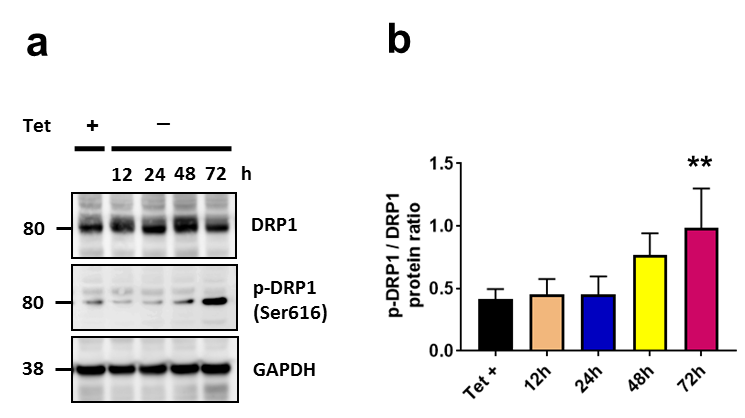 a
Tet + –
12 24 48 72 h
80 DRP1
80 p-DRP1
(Ser616)
38 GAPDH
b
p-DRP1 / DRP1
protein ratio
1.5
1.0
0.5
0.0
**
Tet + 12h 24h 48h 72h